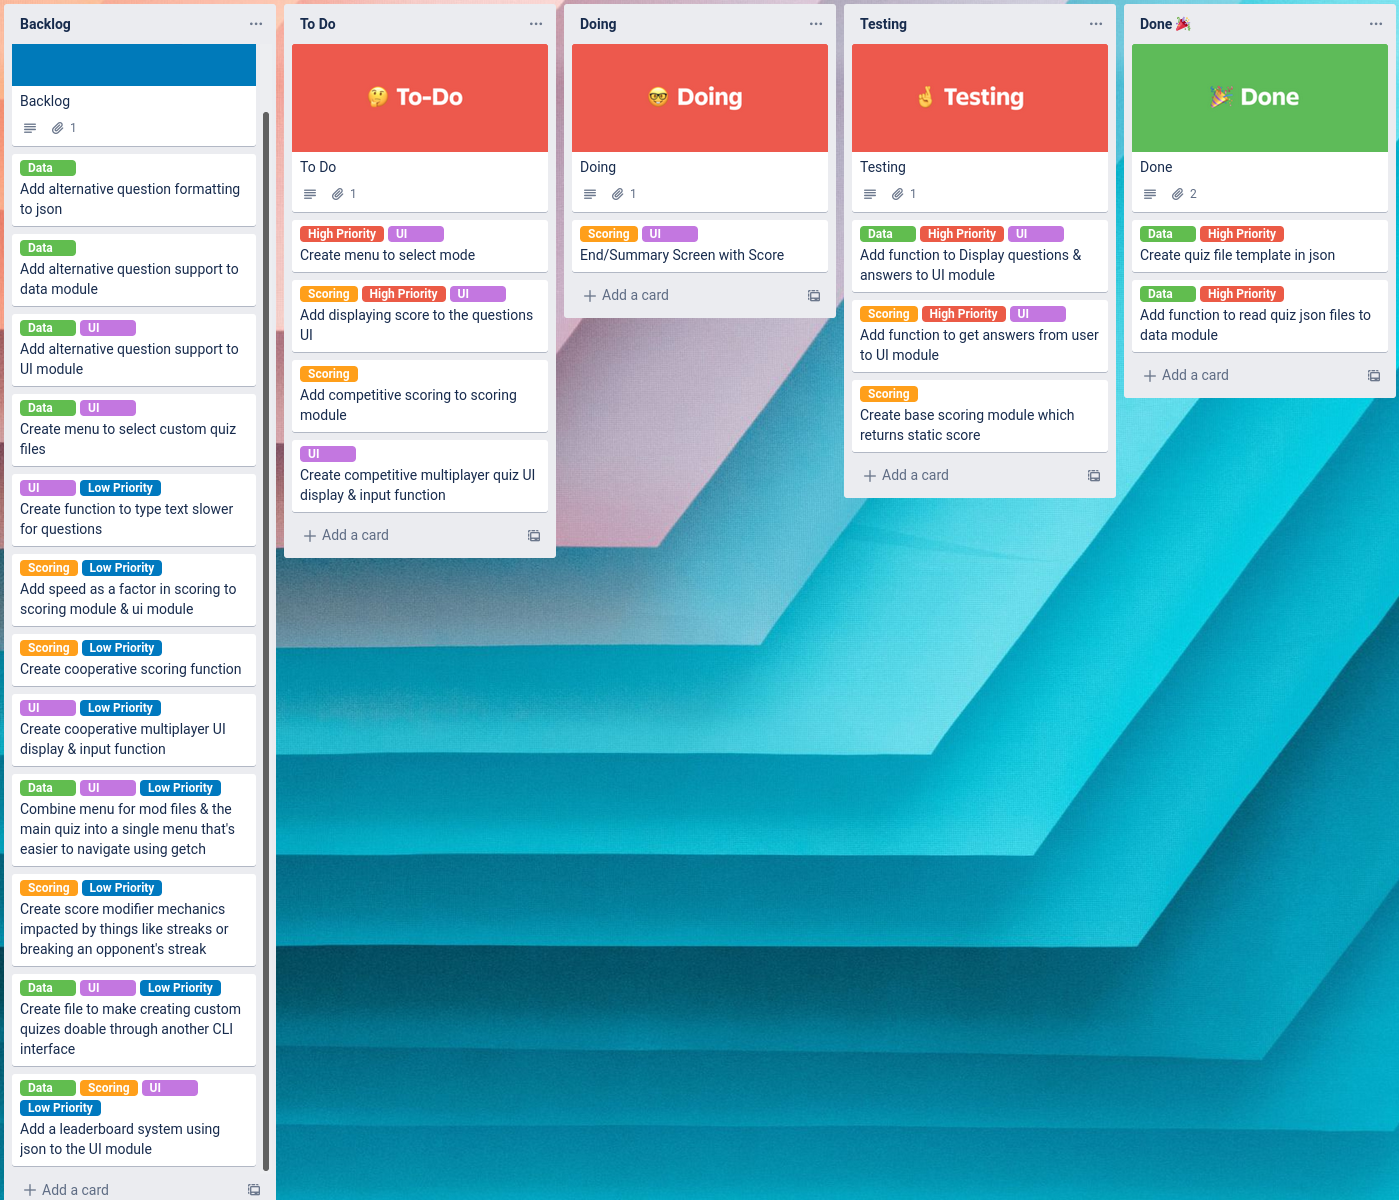 Backlog
Backlog
1
Data
Add alternative question formatting
to json
Data
Add alternative question support to
data module
Data UI
Add alternative question support to
UI module
Data UI
Create menu to select custom quiz
files
UI Low Priority
Create function to type text slower
for questions
Scoring Low Priority
Add speed as a factor in scoring to
scoring module & ui module
Scoring Low Priority
Create cooperative scoring function
UI Low Priority
Create cooperative multiplayer UI
display & input function
Data UI Low Priority
Combine menu for mod files & the
main quiz into a single menu that's
easier to navigate using getch
Scoring Low Priority
Create score modifier mechanics
impacted by things like streaks or
breaking an opponent's streak
Data UI Low Priority
Create file to make creating custom
quizes doable through another CLI
interface
Data Scoring UI
Low Priority
Add a leaderboard system using
json to the UI module
+ Add a card
To Do
🤔 To-Do
To Do
1
High Priority UI
Create menu to select mode
Scoring High Priority UI
Add displaying score to the questions
UI
Scoring
Add competitive scoring to scoring
module
UI
Create competitive multiplayer quiz UI
display & input function
+ Add a card
Doing
🤓 Doing
Doing
1
Scoring UI
End/Summary Screen with Score
+ Add a card
Testing
🤞 Testing
Testing
1
Data High Priority UI
Add function to Display questions &
answers to UI module
Scoring High Priority UI
Add function to get answers from user
to UI module
Scoring
Create base scoring module which
returns static score
+ Add a card
Done 🎉
🎉 Done
Done
2
Data High Priority
Create quiz file template in json
Data High Priority
Add function to read quiz json files to
data module
+ Add a card